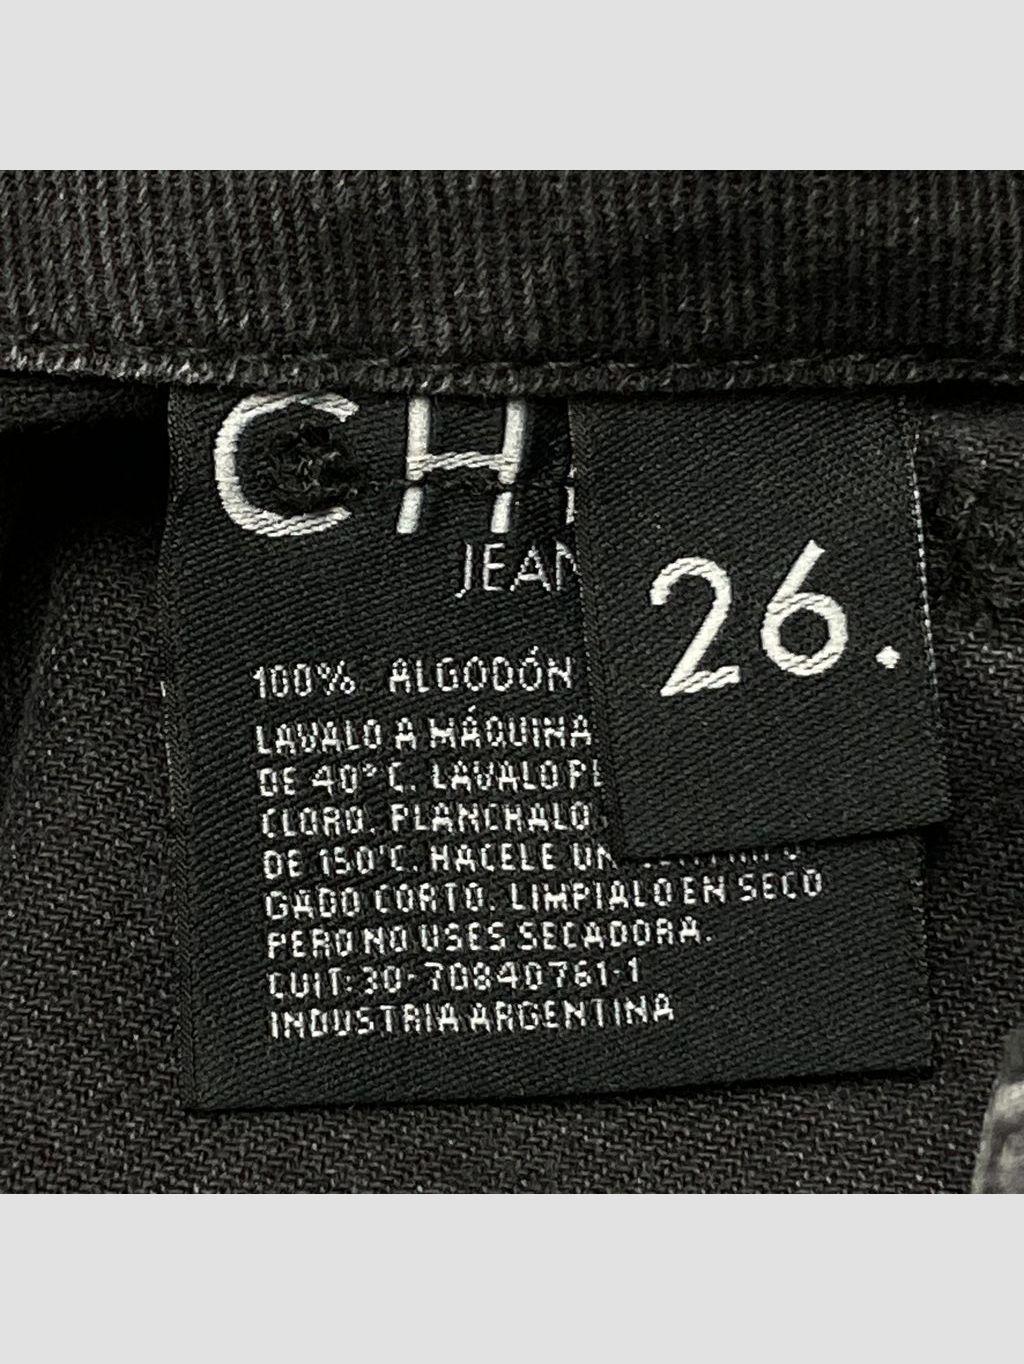 CH
JEAN
26.
100% ALGODÓN
LAVALO A MÁQUINA
DE 40°C. LAVALO
CLORO. PLANCHALO
DE 150°C. HACELE
GADO CORTO. LIMPIALO EN SECO
PERO NO USES SECADORA.
CUIT: 30-70840761-1
INDUSTRIA ARGENTINA